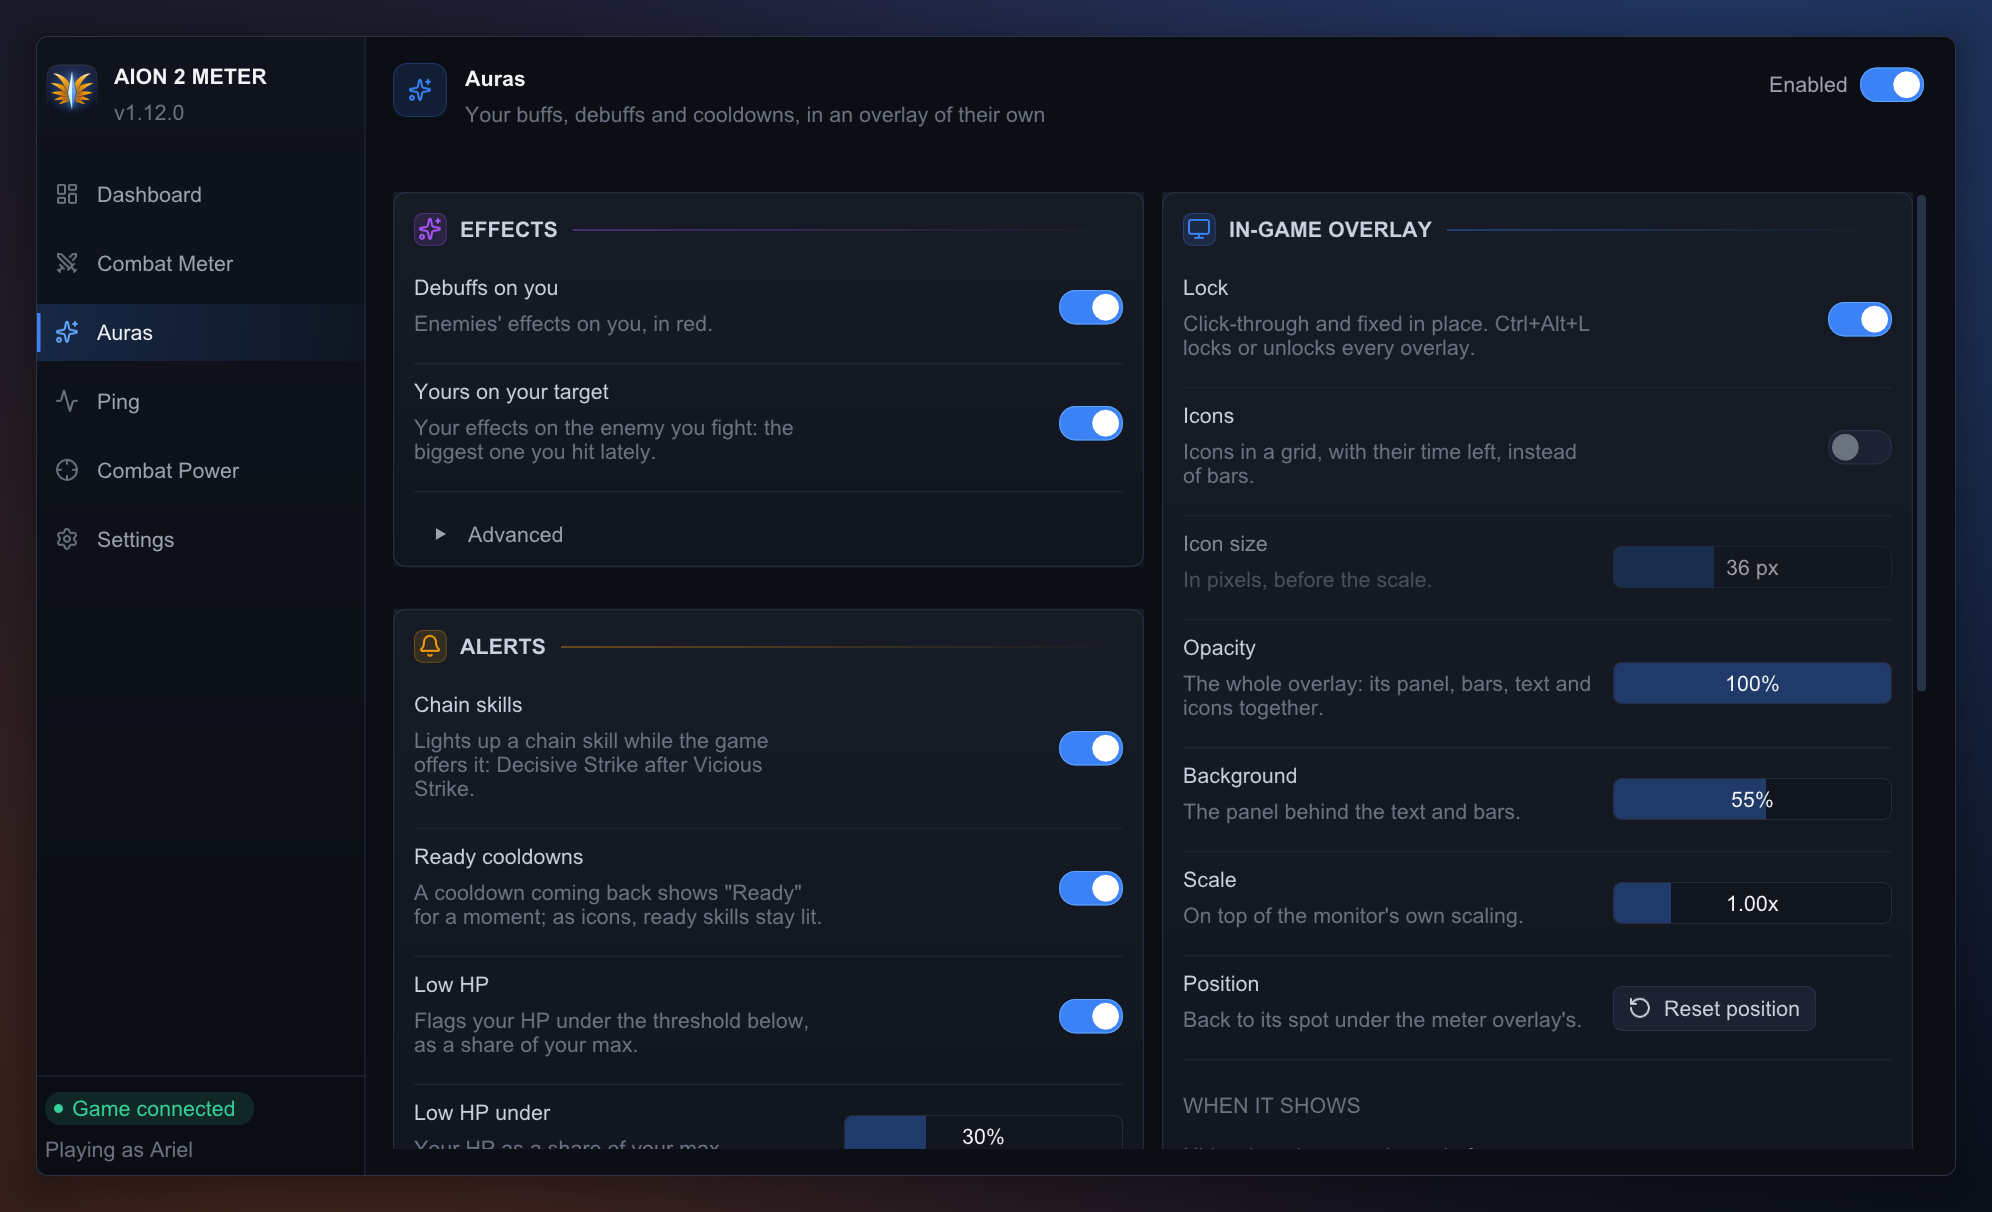 AION 2 METER
v1.12.0
Dashboard
Combat Meter
Auras
Ping
Combat Power
Settings
Game connected
Playing as Ariel
Auras
Your buffs, debuffs and cooldowns, in an overlay of their own
Enabled
EFFECTS
Debuffs on you
Enemies' effects on you, in red.
Yours on your target
Your effects on the enemy you fight: the
biggest one you hit lately.
Advanced
ALERTS
Chain skills
Lights up a chain skill while the game
offers it: Decisive Strike after Vicious
Strike.
Ready cooldowns
A cooldown coming back shows "Ready"
for a moment; as icons, ready skills stay lit.
Low HP
Flags your HP under the threshold below,
as a share of your max.
Low HP under
Your HP as a share of your max
30%
IN-GAME OVERLAY
Lock
Click-through and fixed in place. Ctrl+Alt+L
locks or unlocks every overlay.
Icons
Icons in a grid, with their time left, instead
of bars.
Icon size
In pixels, before the scale.
36 px
Opacity
The whole overlay: its panel, bars, text and
icons together.
100%
Background
The panel behind the text and bars.
55%
Scale
On top of the monitor's own scaling.
1.00x
Position
Back to its spot under the meter overlay's.
Reset position
WHEN IT SHOWS